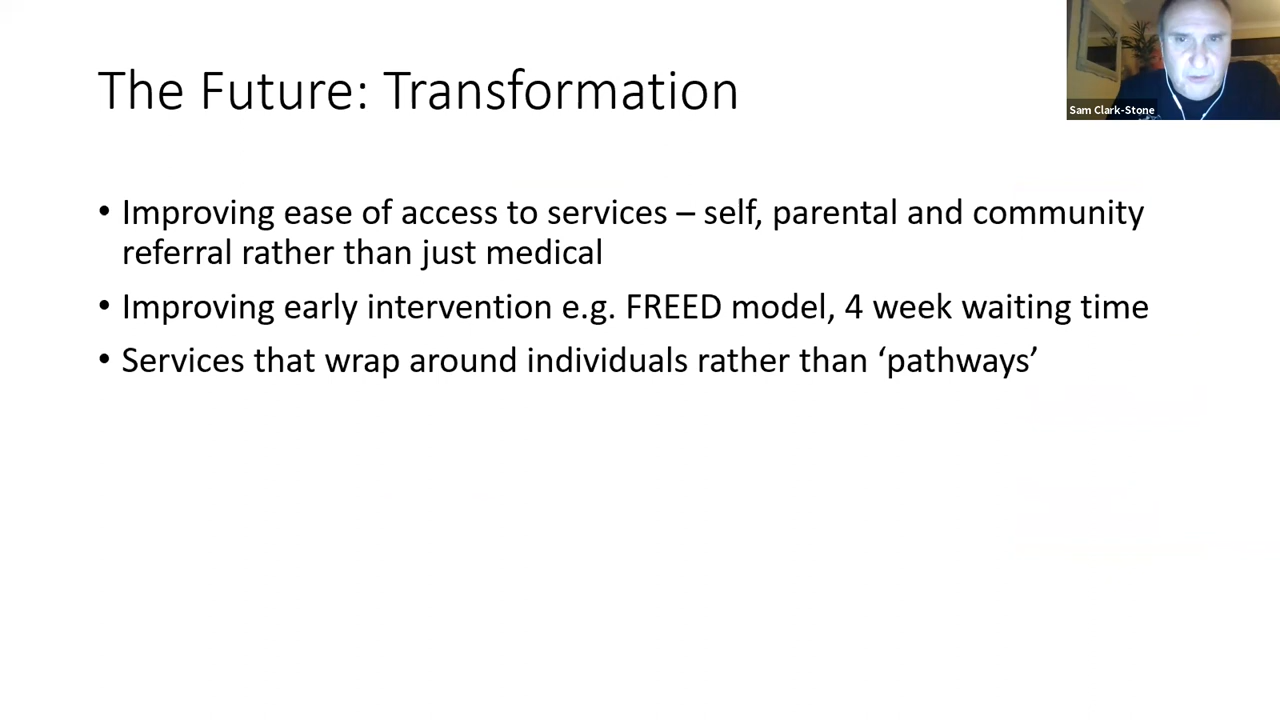 The Future: Transformation
Sam Clark-Stone
• Improving ease of access to services – self, parental and community
referral rather than just medical
• Improving early intervention e.g. FREED model, 4 week waiting time
• Services that wrap around individuals rather than ‘pathways’